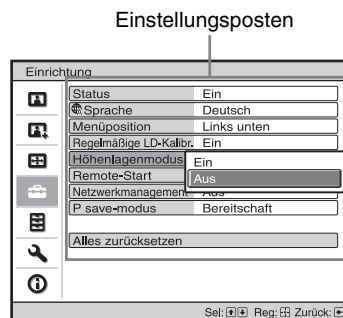 Einstellungsposten
Einrichtung
Status Ein
Sprache Deutsch
Menüposition Links unten
Regelmäßige LD-Kalibr. Ein
Höhenlagenmodus Ein
Remote-Start Aus
Netzwerkmanagement Aus
P save-modus Bereitschaft
Alles zurücksetzen
Sel: Reg: Zurück: